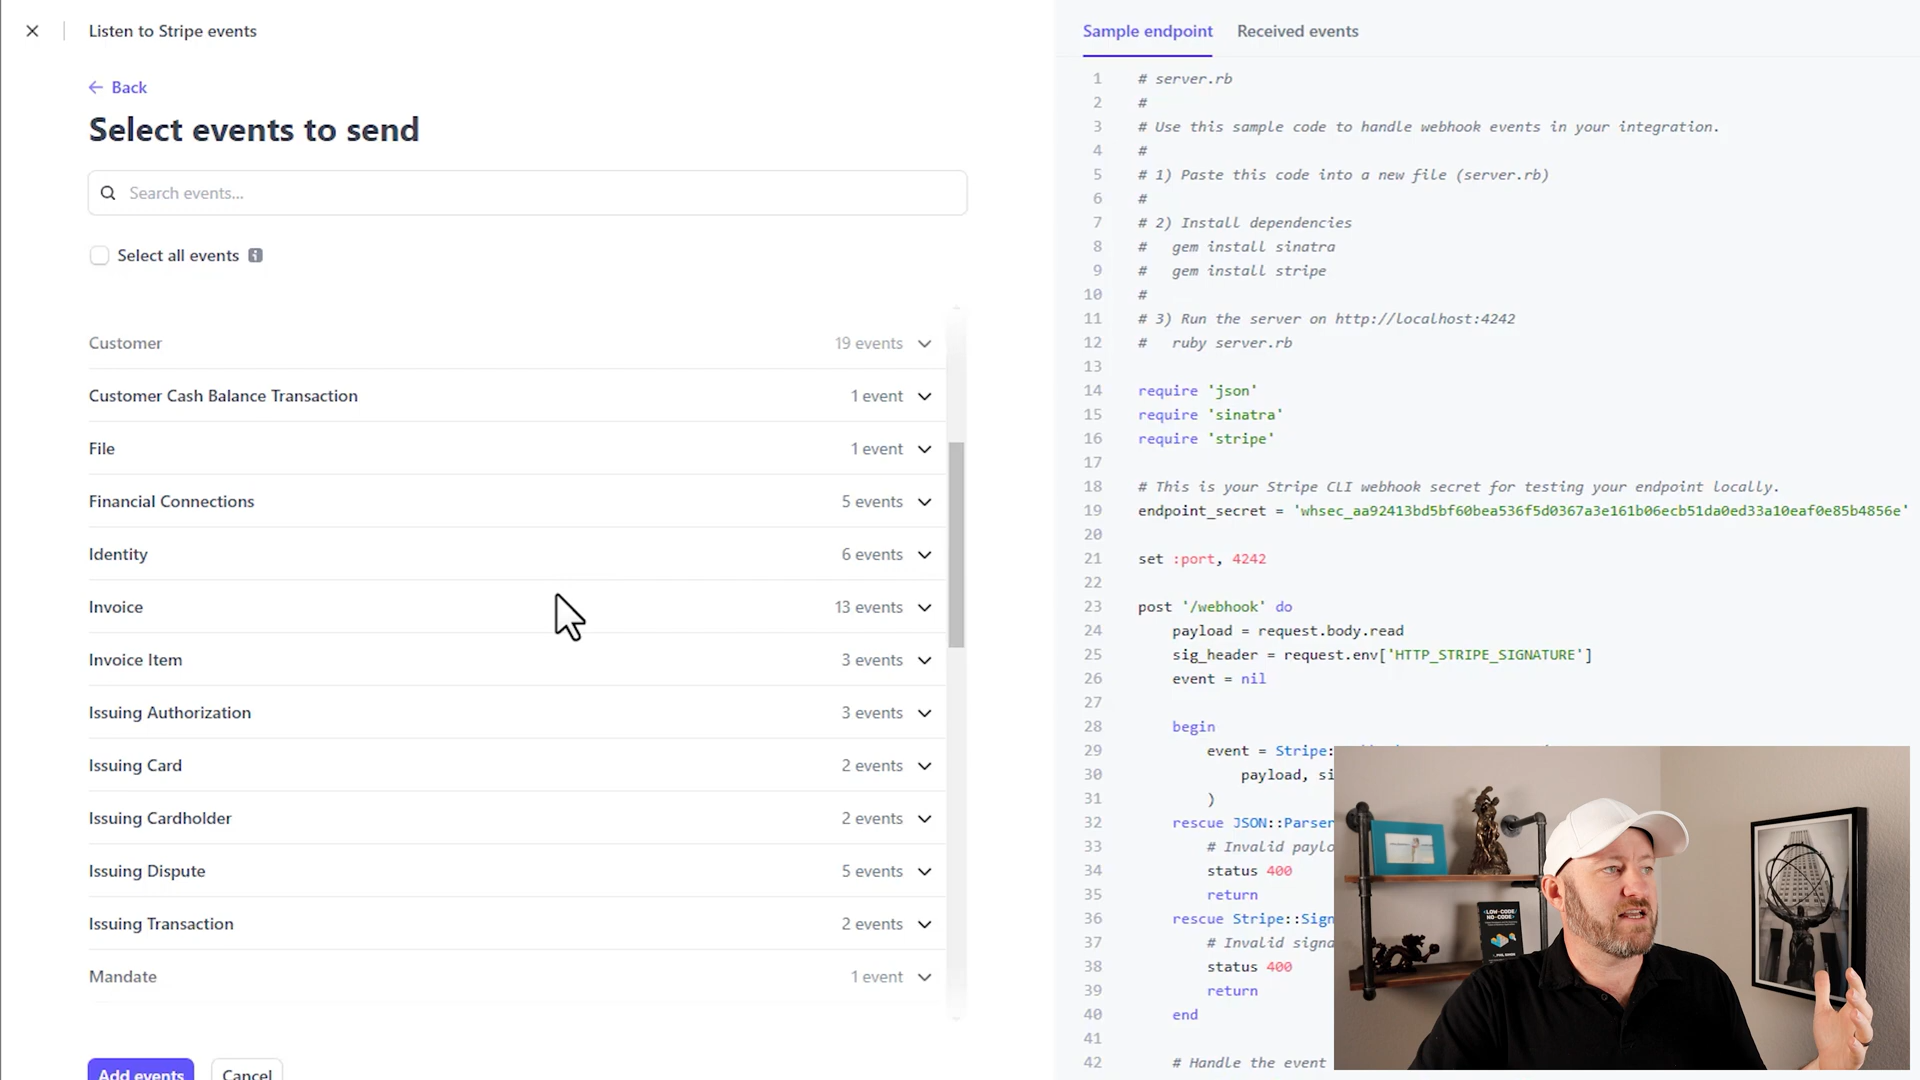 Listen to Stripe events
Back
Select events to send
Search events...
Select all events
Customer 19 events
Customer Cash Balance Transaction 1 event
File 1 event
Financial Connections 5 events
Identity 6 events
Invoice 13 events
Invoice Item 3 events
Issuing Authorization 3 events
Issuing Card 2 events
Issuing Cardholder 2 events
Issuing Dispute 5 events
Issuing Transaction 2 events
Mandate 1 event
Add events Cancel
Sample endpoint Received events
1 # server.rb
2 #
3 # Use this sample code to handle webhook events in your integration.
4 #
5 # 1) Paste this code into a new file (server.rb)
6 #
7 # 2) Install dependencies
8 # gem install sinatra
9 # gem install stripe
10 #
11 # 3) Run the server on http://localhost:4242
12 # ruby server.rb
13
14 require 'json'
15 require 'sinatra'
16 require 'stripe'
17
18 # This is your Stripe CLI webhook secret for testing your endpoint locally.
19 endpoint_secret = 'whsec_aa92413bd5bf60bea536f5d0367a3e161b06ecb51da0ed33a10eaf0e85b4856e'
20
21 set :port, 4242
22
23 post '/webhook' do
24 payload = request.body.read
25 sig_header = request.env['HTTP_STRIPE_SIGNATURE']
26 event = nil
27
28 begin
29 event = Stripe:
30 payload, si
31 )
32 rescue JSON::Parser
33 # Invalid paylo
34 status 400
35 return
36 rescue Stripe::Sign
37 # Invalid signa
38 status 400
39 return
40 end
41
42 # Handle the event
LOW-CODE/
NO-CODE